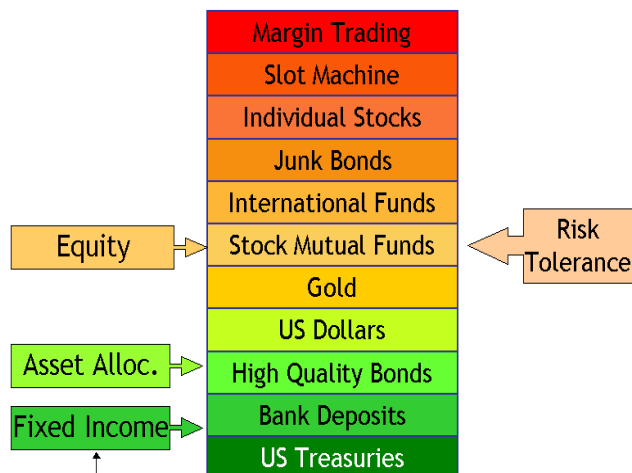 Margin Trading
Slot Machine
Individual Stocks
Junk Bonds
International Funds
Equity
Stock Mutual Funds
Risk
Tolerance
Gold
US Dollars
Asset Alloc.
High Quality Bonds
Fixed Income
Bank Deposits
US Treasuries